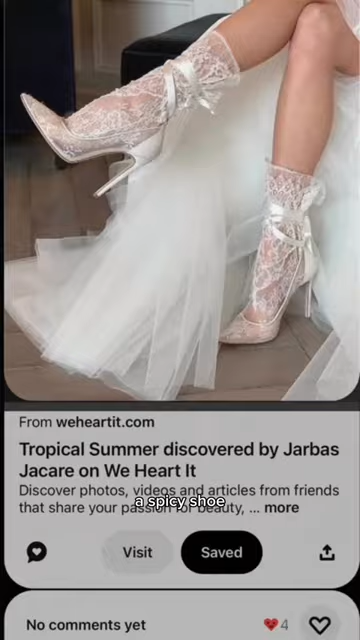 From weheartit.com
Tropical Summer discovered by Jarbas
Jacare on We Heart It
Discover photos, videos and articles from friends
that share your passion for beauty, ... more
a spicy shoe
Visit
Saved
No comments yet
4